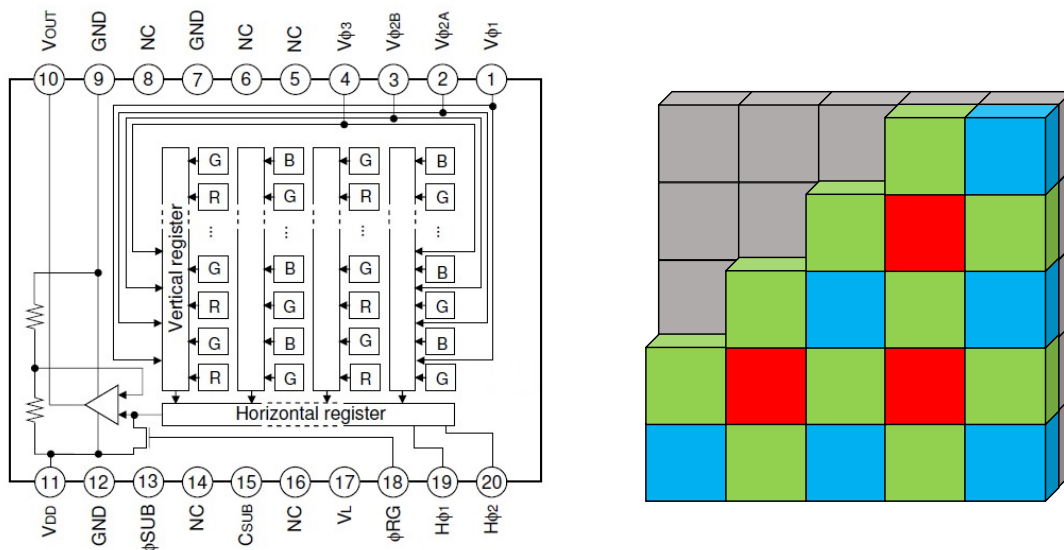 VOUT GND NC GND NC NC Vϕ3 Vϕ2B Vϕ2A Vϕ1
10 9 8 7 6 5 4 3 2 1
G B G B
R G R G
... ... ... ...
Vertical register
G B G B
R G R G
G B G B
R G R G
Horizontal register
11 12 13 14 15 16 17 18 19 20
VDD GND ϕSUB NC CSUB NC VL ϕRG Hϕ1 Hϕ2